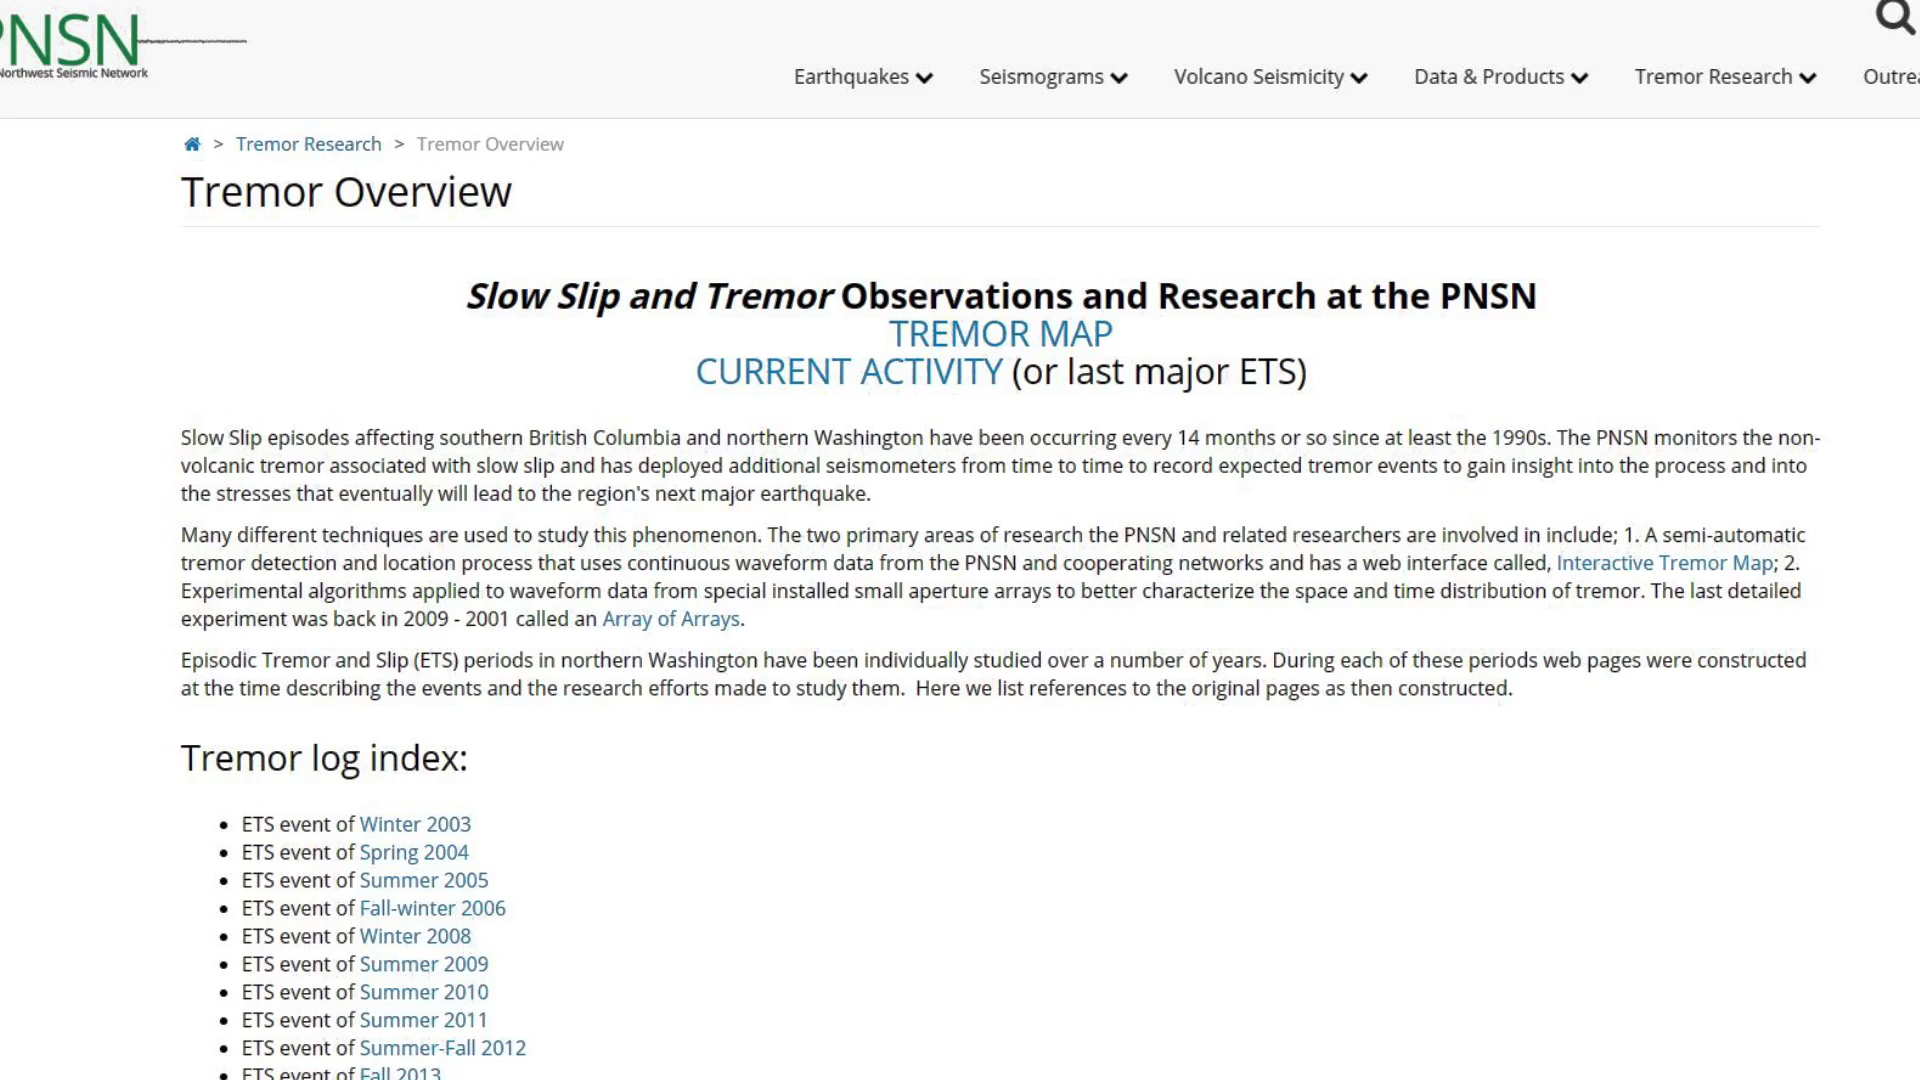 PNSN
Northwest Seismic Network
Earthquakes
Seismograms
Volcano Seismicity
Data & Products
Tremor Research
> Tremor Research > Tremor Overview
Tremor Overview
Slow Slip and Tremor Observations and Research at the PNSN
TREMOR MAP
CURRENT ACTIVITY (or last major ETS)
Slow Slip episodes affecting southern British Columbia and northern Washington have been occurring every 14 months or so since at least the 1990s. The PNSN monitors the non-
volcanic tremor associated with slow slip and has deployed additional seismometers from time to time to record expected tremor events to gain insight into the process and into
the stresses that eventually will lead to the region's next major earthquake.
Many different techniques are used to study this phenomenon. The two primary areas of research the PNSN and related researchers are involved in include; 1. A semi-automatic
tremor detection and location process that uses continuous waveform data from the PNSN and cooperating networks and has a web interface called, Interactive Tremor Map; 2.
Experimental algorithms applied to waveform data from special installed small aperture arrays to better characterize the space and time distribution of tremor. The last detailed
experiment was back in 2009 - 2001 called an Array of Arrays.
Episodic Tremor and Slip (ETS) periods in northern Washington have been individually studied over a number of years. During each of these periods web pages were constructed
at the time describing the events and the research efforts made to study them. Here we list references to the original pages as then constructed.
Tremor log index:
• ETS event of Winter 2003
• ETS event of Spring 2004
• ETS event of Summer 2005
• ETS event of Fall-winter 2006
• ETS event of Winter 2008
• ETS event of Summer 2009
• ETS event of Summer 2010
• ETS event of Summer 2011
• ETS event of Summer-Fall 2012
• ETS event of Fall 2013